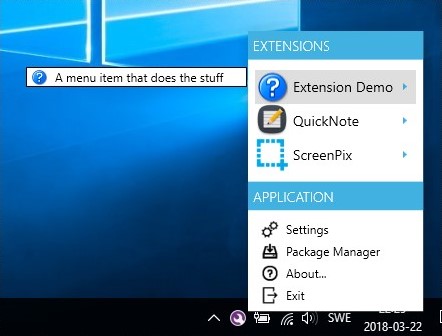 EXTENSIONS
A menu item that does the stuff
Extension Demo
QuickNote
ScreenPix
APPLICATION
Settings
Package Manager
About...
Exit
SWE
2018-03-22